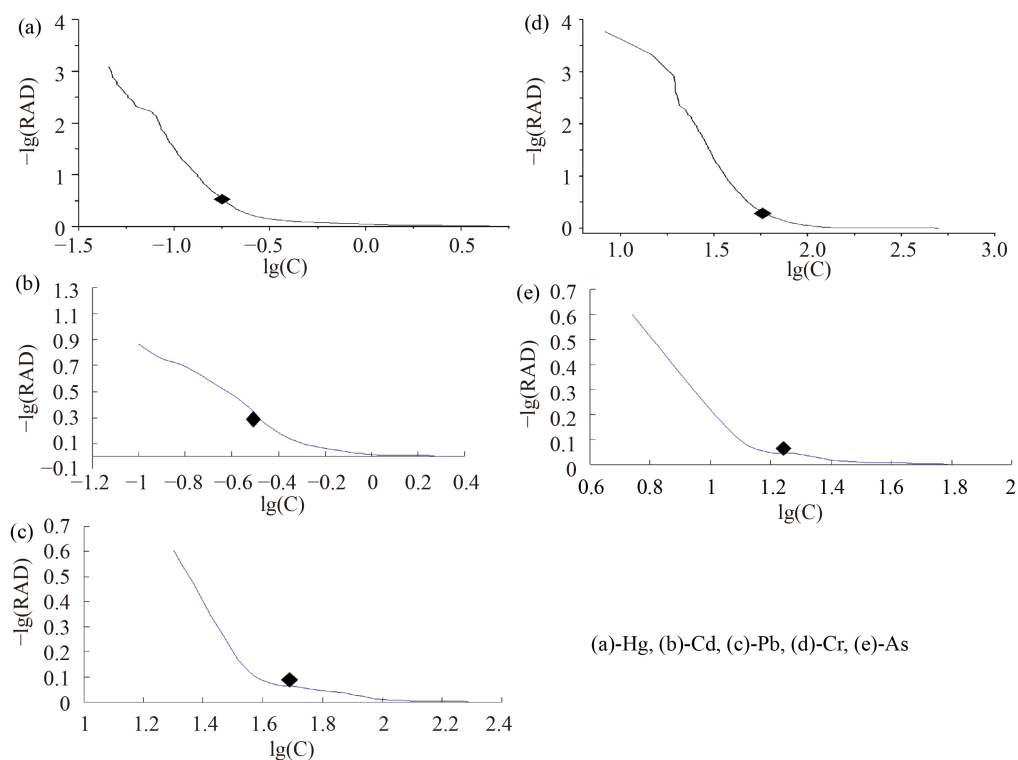 (a)
4
3
2
1
0
−lg(RAD)
−1.5 −1.0 −0.5 0.0 0.5
lg(C)
(d)
4
3
2
1
0
−lg(RAD)
1.0 1.5 2.0 2.5 3.0
lg(C)
(b)
1.3
1.1
0.9
0.7
0.5
0.3
0.1
−0.1
−lg(RAD)
−1.2 −1 −0.8 −0.6 −0.4 −0.2 0 0.2 0.4
lg(C)
(e)
0.7
0.6
0.5
0.4
0.3
0.2
0.1
0
−lg(RAD)
0.6 0.8 1 1.2 1.4 1.6 1.8 2
lg(C)
(c)
0.7
0.6
0.5
0.4
0.3
0.2
0.1
0
−lg(RAD)
1 1.2 1.4 1.6 1.8 2 2.2 2.4
lg(C)
(a)-Hg, (b)-Cd, (c)-Pb, (d)-Cr, (e)-As